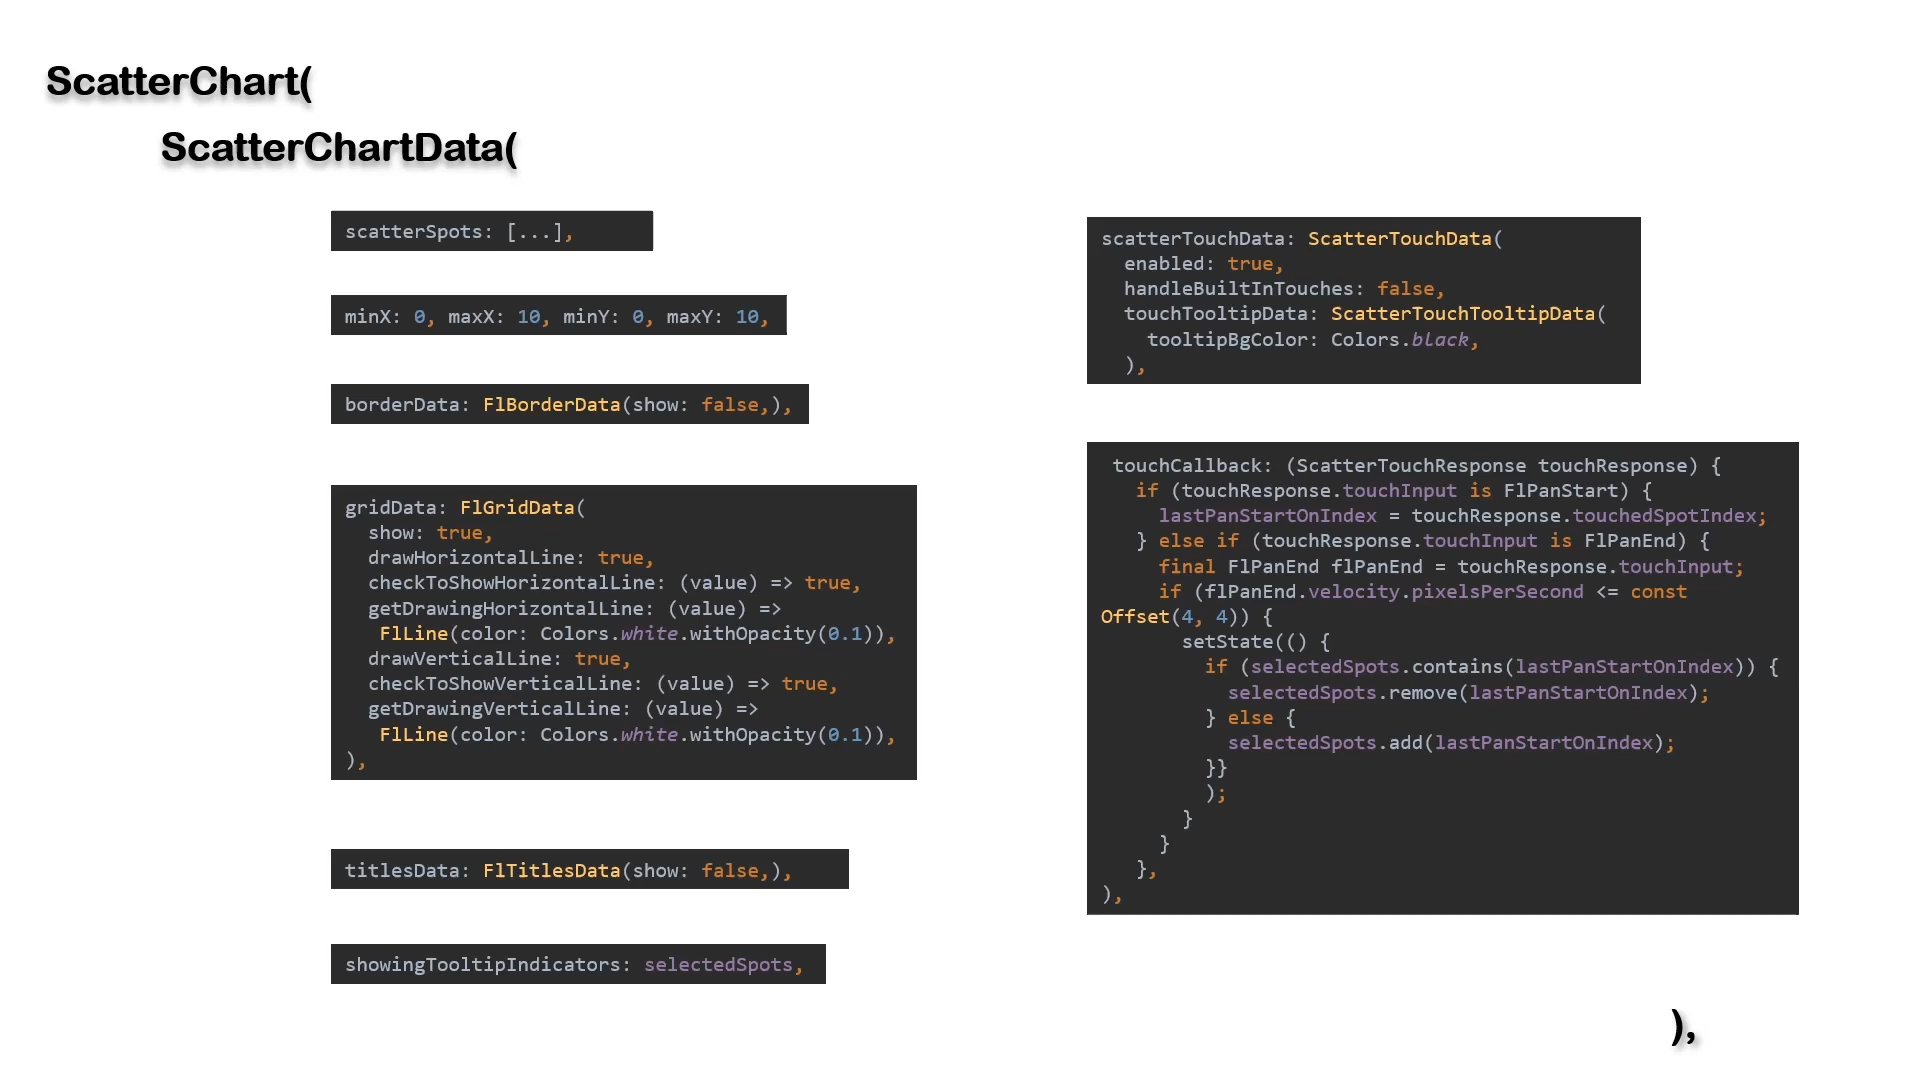 ScatterChart(
ScatterChartData(
scatterSpots: [...],
minX: 0, maxX: 10, minY: 0, maxY: 10,
borderData: FlBorderData(show: false,),
gridData: FlGridData(
show: true,
drawHorizontalLine: true,
checkToShowHorizontalLine: (value) => true,
getDrawingHorizontalLine: (value) =>
FlLine(color: Colors.white.withOpacity(0.1)),
drawVerticalLine: true,
checkToShowVerticalLine: (value) => true,
getDrawingVerticalLine: (value) =>
FlLine(color: Colors.white.withOpacity(0.1)),
),
titlesData: FlTitlesData(show: false,),
showingTooltipIndicators: selectedSpots,
scatterTouchData: ScatterTouchData(
enabled: true,
handleBuiltInTouches: false,
touchTooltipData: ScatterTouchTooltipData(
tooltipBgColor: Colors.black,
),
touchCallback: (ScatterTouchResponse touchResponse) {
if (touchResponse.touchInput is FlPanStart) {
lastPanStartOnIndex = touchResponse.touchedSpotIndex;
} else if (touchResponse.touchInput is FlPanEnd) {
final FlPanEnd flPanEnd = touchResponse.touchInput;
if (flPanEnd.velocity.pixelsPerSecond <= const
Offset(4, 4)) {
setState(() {
if (selectedSpots.contains(lastPanStartOnIndex)) {
selectedSpots.remove(lastPanStartOnIndex);
} else {
selectedSpots.add(lastPanStartOnIndex);
}}
);
}
}
},
),
),